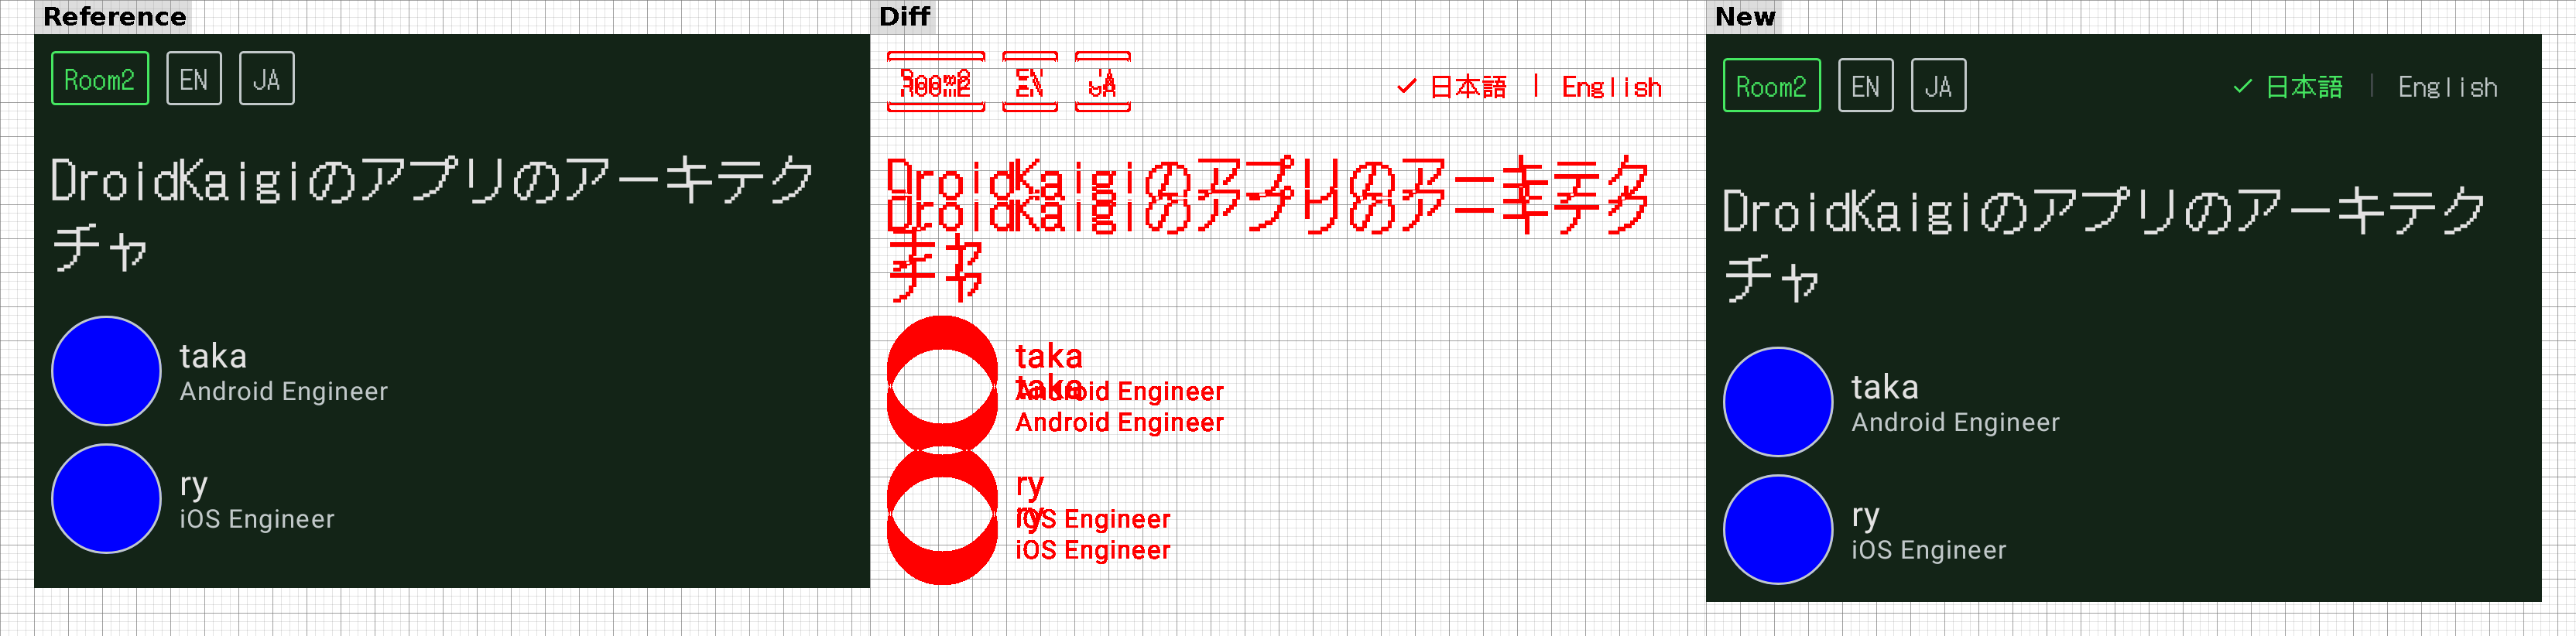 Reference
Room2 EN JA
DroidKaigiのアプリのアーキテク
チャ
taka
Android Engineer
ry
iOS Engineer
Diff
Room2 EN JA ✓ 日本語 | English
DroidKaigiのアプリのアーキテク
DroidKaigiのアプリのアーキテク
チャ
チャ
taka
taka
Android Engineer
Android Engineer
ry
ry
iOS Engineer
iOS Engineer
New
Room2 EN JA ✓ 日本語 | English
DroidKaigiのアプリのアーキテク
チャ
taka
Android Engineer
ry
iOS Engineer